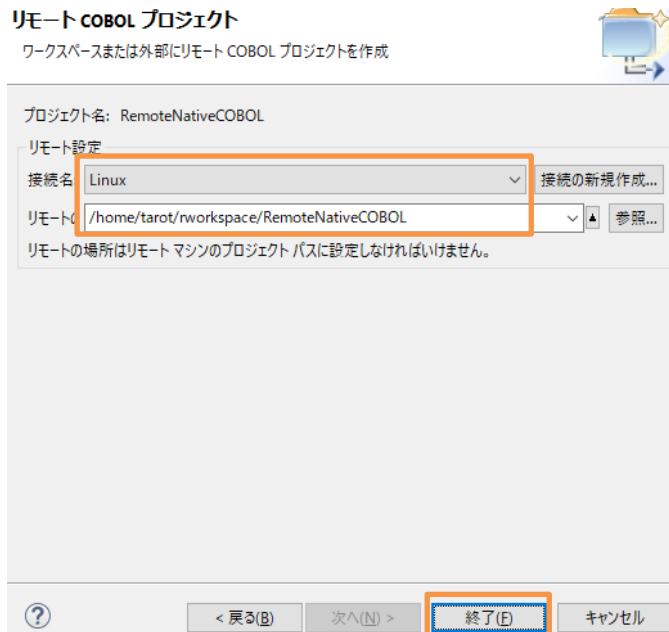 リモート COBOL プロジェクト
ワークスペースまたは外部にリモート COBOL プロジェクトを作成
プロジェクト名: RemoteNativeCOBOL
リモート設定
接続名 Linux 接続の新規作成...
リモートの /home/tarot/rworkspace/RemoteNativeCOBOL 参照...
リモートの場所はリモート マシンのプロジェクト パスに設定しなければいけません。
? < 戻る(B) 次へ(N) > 終了(F) キャンセル